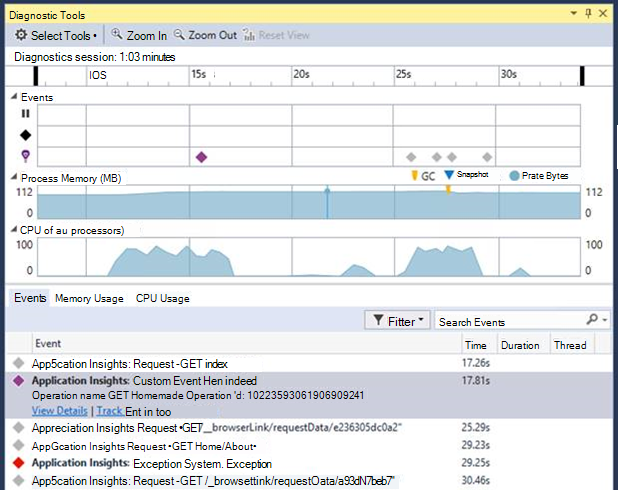 Diagnostic Tools
Select Tools Zoom In Zoom Out Reset View
Diagnostics session: 1:03 minutes
IOS 15s 20s 25s 30s
Events
Process Memory (MB) GC Snapshot Prate Bytes
112 112
0 0
CPU of au processors)
100 100
0 0
Events Memory Usage CPU Usage
Fitter Search Events
Event Time Duration Thread
App5cation Insights: Request -GET index 17.26s
Application Insights: Custom Event Hen indeed 17.81s
Operation name GET Homemade Operation 'd: 10223593061906909241
View Details | Track Ent in too
Appreciation Insights Request •GET/__browserLink/requestData/e236305dc0a2" 25.29s
AppGcation Insights Request •GET Home/About• 29.23s
Application Insights: Exception System. Exception 29.25s
App5cation Insights: Request -GET /_browsettink/requestOata/a93dN7beb7" 30.46s